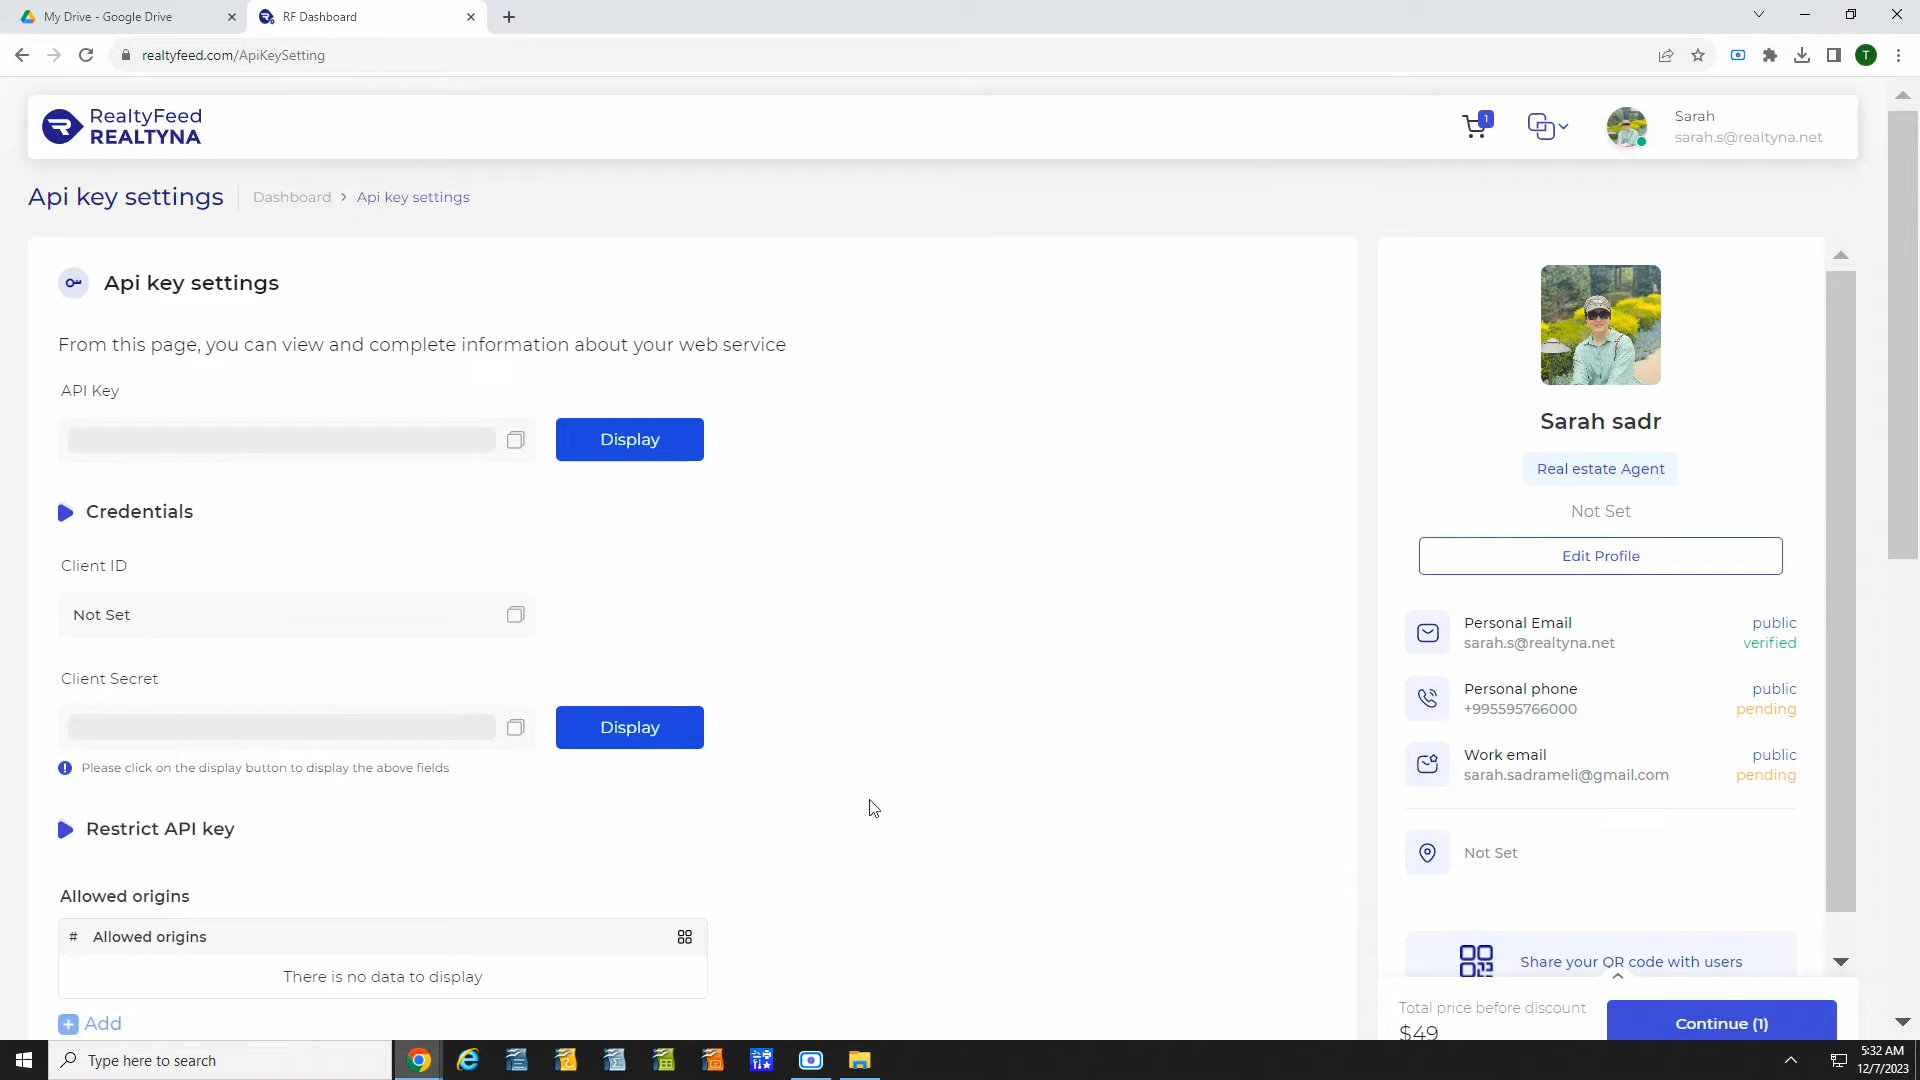 My Drive - Google Drive
RF Dashboard
realtyfeed.com/ApiKeySetting
T
RealtyFeed
REALTYNA
1
Sarah
sarah.s@realtyna.net
Api key settings
Dashboard > Api key settings
Api key settings
From this page, you can view and complete information about your web service
API Key
Display
Credentials
Client ID
Not Set
Client Secret
Display
Please click on the display button to display the above fields
Restrict API key
Allowed origins
# Allowed origins
There is no data to display
Add
Sarah sadr
Real estate Agent
Not Set
Edit Profile
Personal Email public
sarah.s@realtyna.net verified
Personal phone public
+995595766000 pending
Work email public
sarah.sadrameli@gmail.com pending
Not Set
Share your QR code with users
Total price before discount
$49
Continue (1)
Type here to search
5:32 AM
12/7/2023